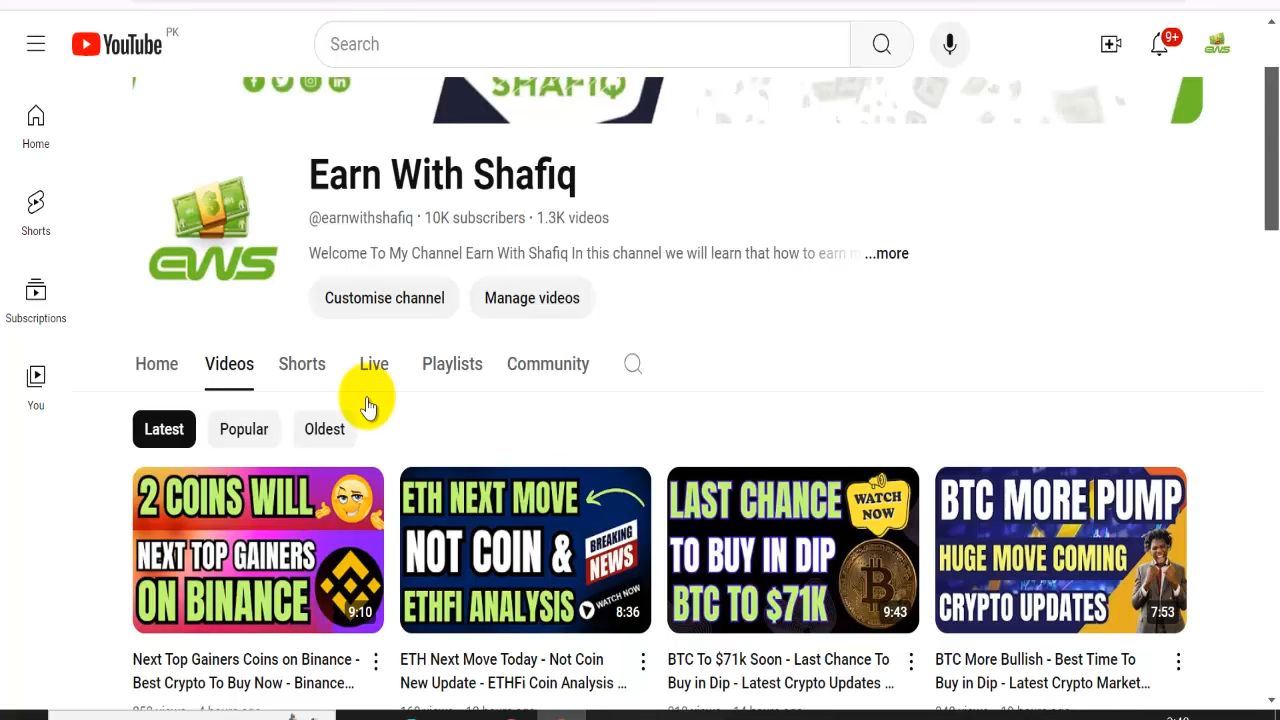 YouTube PK
Search
9+
EWS
SHAFIQ
Home
Shorts
Subscriptions
You
EWS
Earn With Shafiq
@earnwithshafiq · 10K subscribers · 1.3K videos
Welcome To My Channel Earn With Shafiq In this channel we will learn that how to earn m ...more
Customise channel
Manage videos
Home Videos Shorts Live Playlists Community
Latest Popular Oldest
2 COINS WILL
NEXT TOP GAINERS
ON BINANCE
9:10
ETH NEXT MOVE
NOT COIN &
BREAKING
NEWS
ETHFI ANALYSIS
WATCH NOW
8:36
LAST CHANCE
WATCH
NOW
TO BUY IN DIP
BTC TO $71K
9:43
BTC MORE PUMP
HUGE MOVE COMING
CRYPTO UPDATES
7:53
Next Top Gainers Coins on Binance -
Best Crypto To Buy Now - Binance...
ETH Next Move Today - Not Coin
New Update - ETHFi Coin Analysis ...
BTC To $71k Soon - Last Chance To
Buy in Dip - Latest Crypto Updates ...
BTC More Bullish - Best Time To
Buy in Dip - Latest Crypto Market...